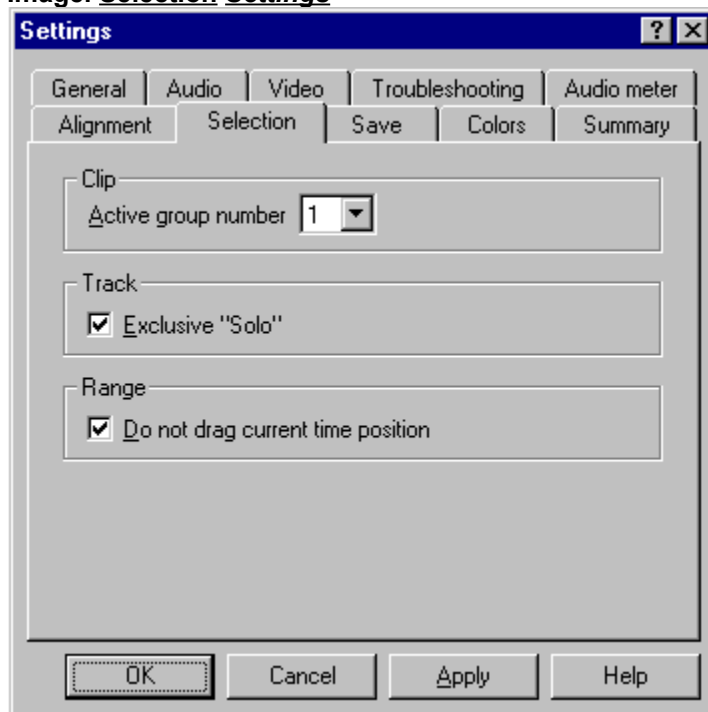 Image: Selection Settings
Settings
General Audio Video Troubleshooting Audio meter
Alignment Selection Save Colors Summary
Clip
Active group number 1
Track
Exclusive "Solo"
Range
Do not drag current time position
OK Cancel Apply Help